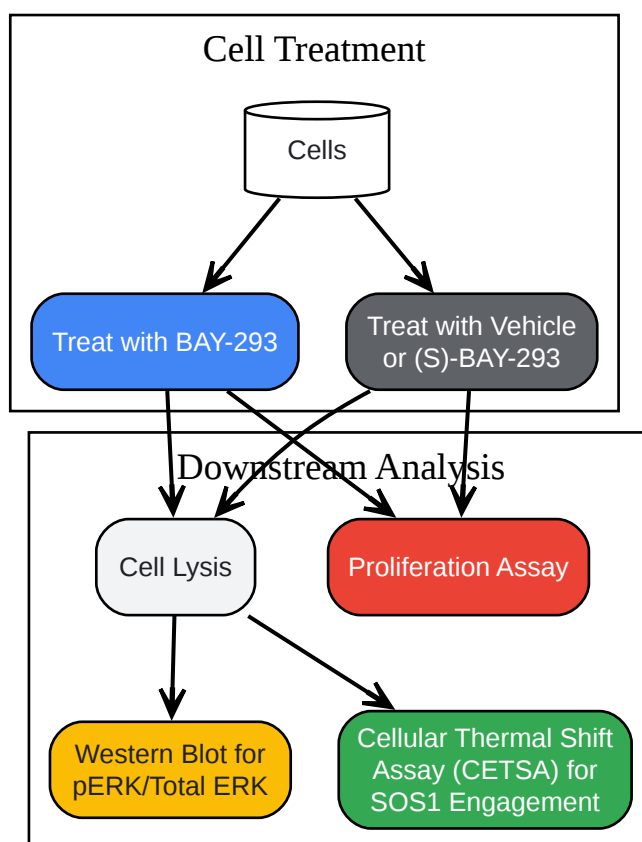 Cell Treatment
Cells
Treat with BAY-293
Treat with Vehicle
or (S)-BAY-293
Downstream Analysis
Cell Lysis
Proliferation Assay
Western Blot for
pERK/Total ERK
Cellular Thermal Shift
Assay (CETSA) for
SOS1 Engagement